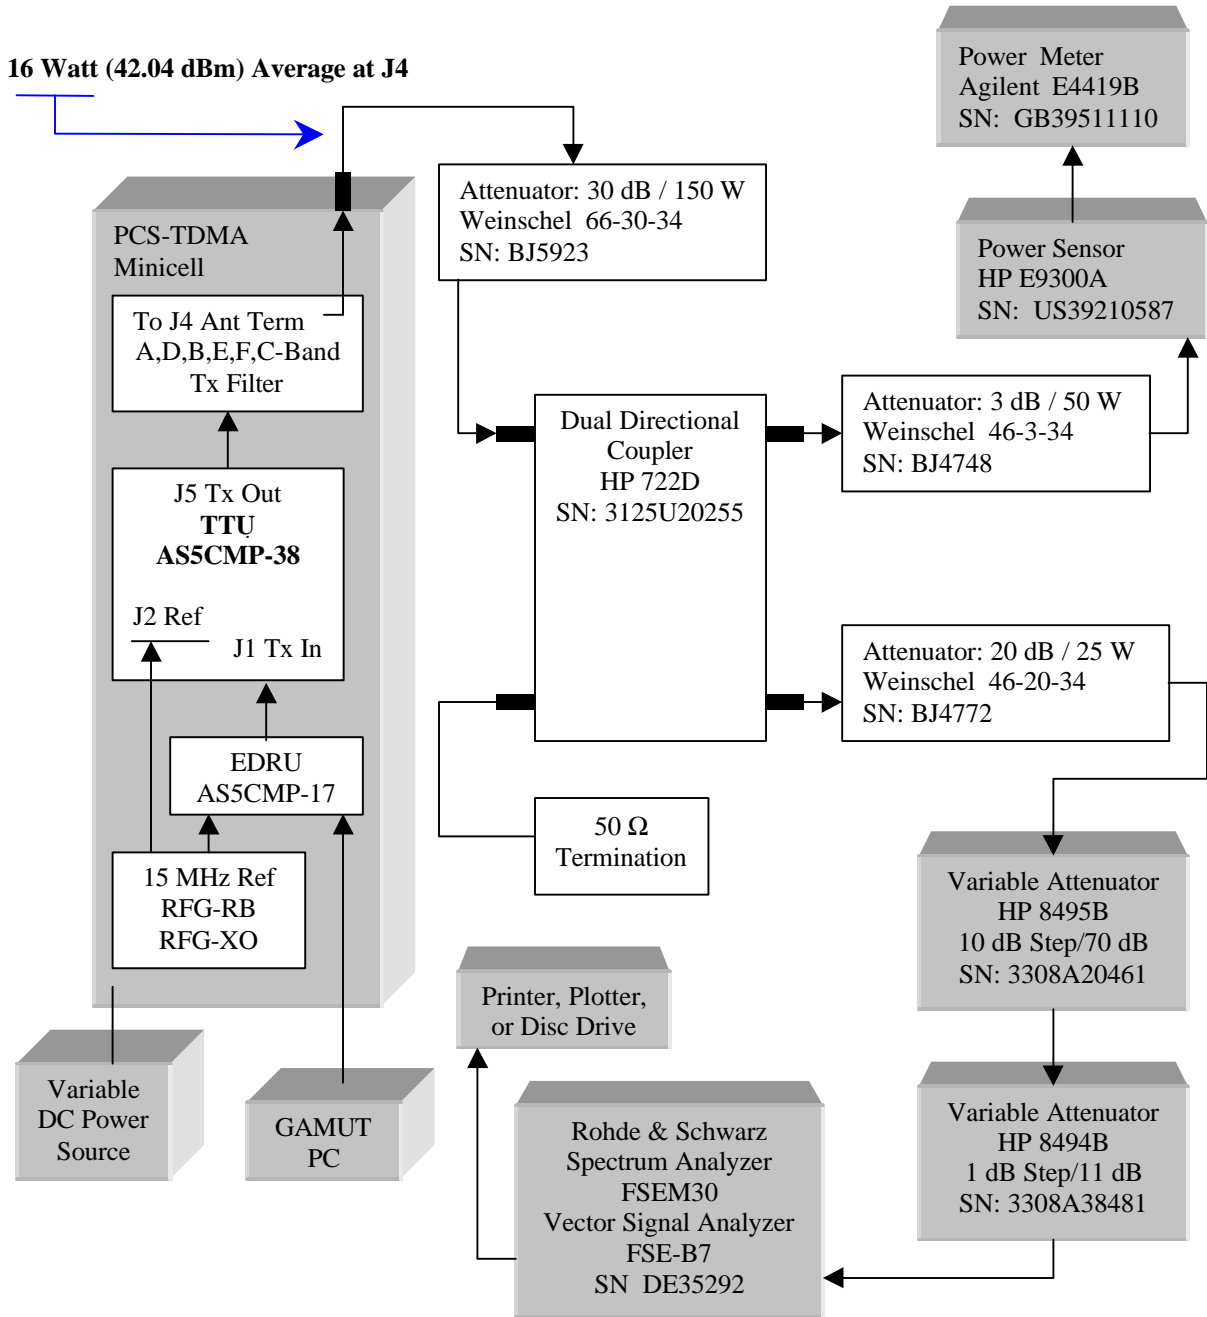 16 Watt (42.04 dBm) Average at J4
Power Meter
Agilent E4419B
SN: GB39511110
Attenuator: 30 dB / 150 W
Weinschel 66-30-34
SN: BJ5923
PCS-TDMA
Minicell
Power Sensor
HP E9300A
SN: US39210587
To J4 Ant Term
A,D,B,E,F,C-Band
Tx Filter
Dual Directional
Coupler
HP 722D
SN: 3125U20255
Attenuator: 3 dB / 50 W
Weinschel 46-3-34
SN: BJ4748
J5 Tx Out
TTU
AS5CMP-38
J2 Ref
J1 Tx In
Attenuator: 20 dB / 25 W
Weinschel 46-20-34
SN: BJ4772
EDRU
AS5CMP-17
50 Ω
Termination
15 MHz Ref
RFG-RB
RFG-XO
Variable Attenuator
HP 8495B
10 dB Step/70 dB
SN: 3308A20461
Printer, Plotter,
or Disc Drive
Variable
DC Power
Source
GAMUT
PC
Rohde & Schwarz
Spectrum Analyzer
FSEM30
Vector Signal Analyzer
FSE-B7
SN DE35292
Variable Attenuator
HP 8494B
1 dB Step/11 dB
SN: 3308A38481